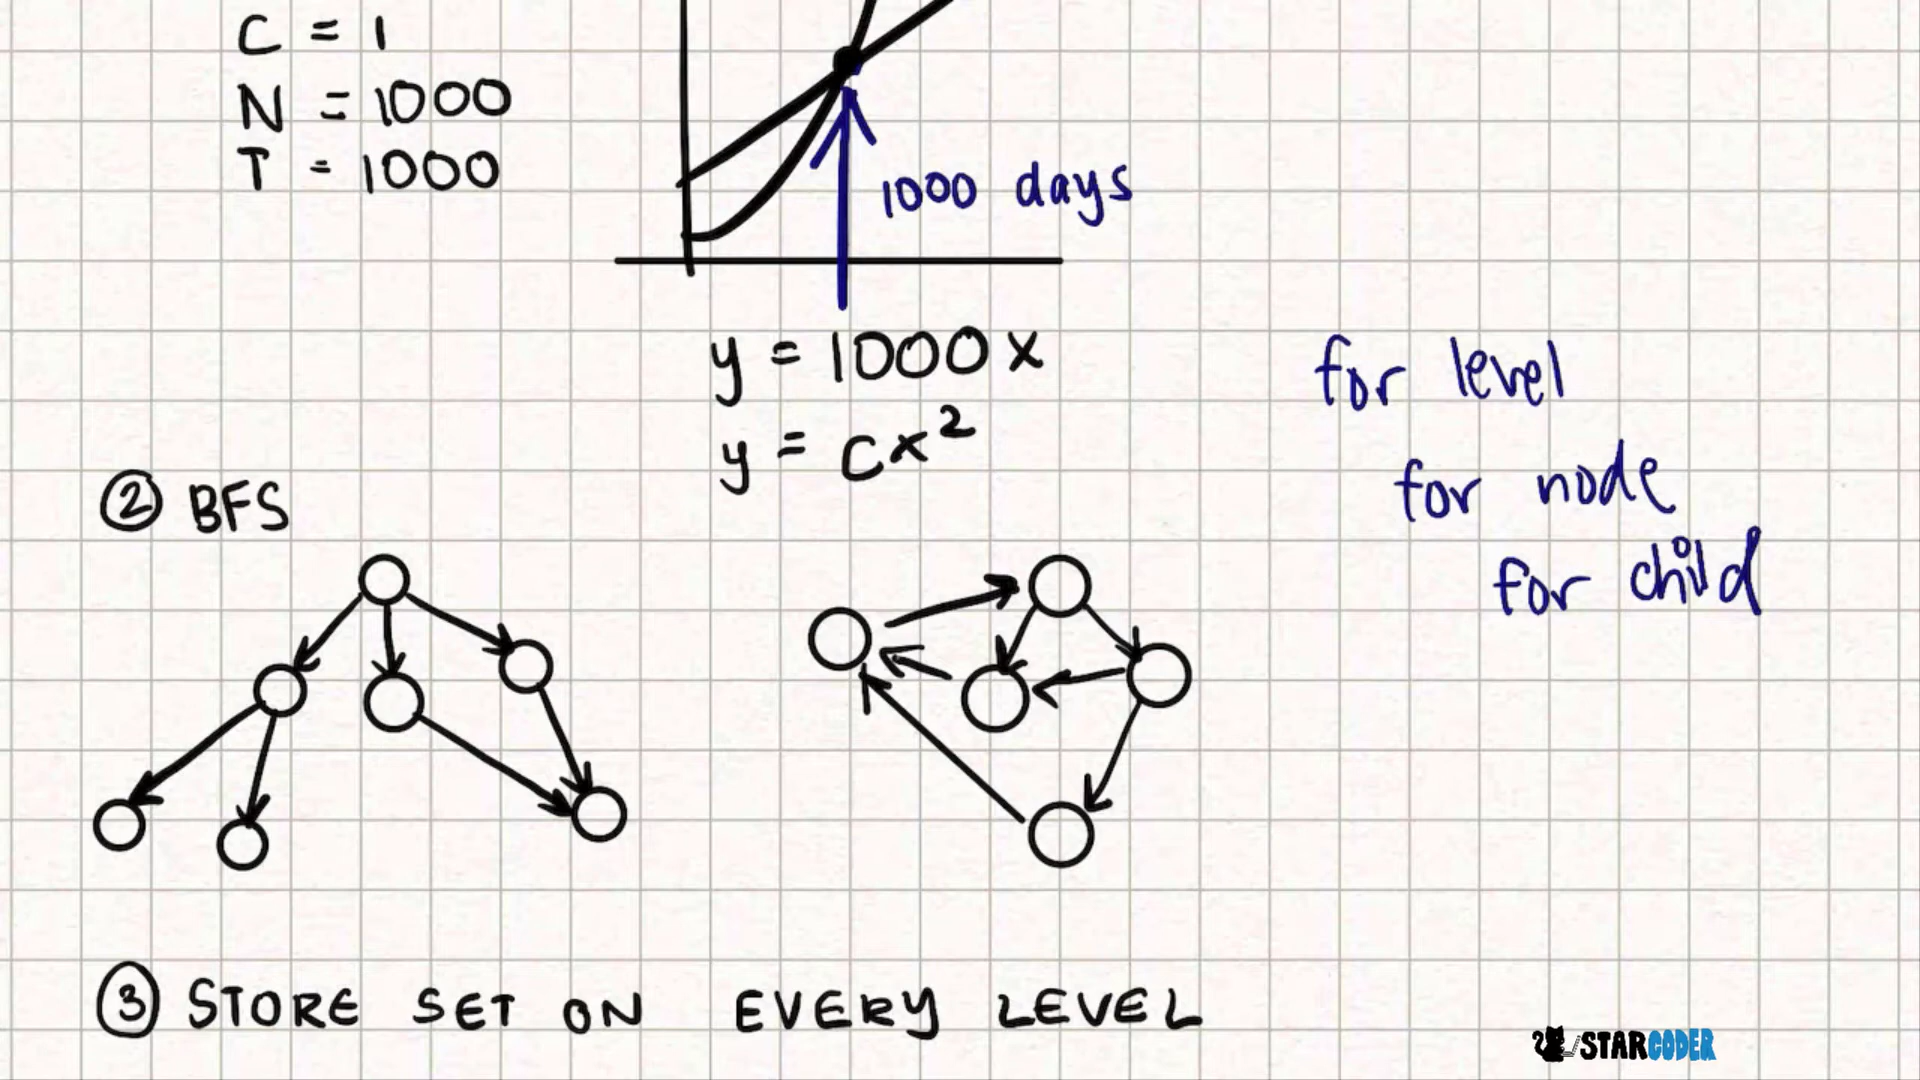 C = 1
N = 1000
T = 1000
1000 days
y = 1000x
y = cx²
for level
for node
for child
② BFS
③ STORE SET ON EVERY LEVEL
STARCODER